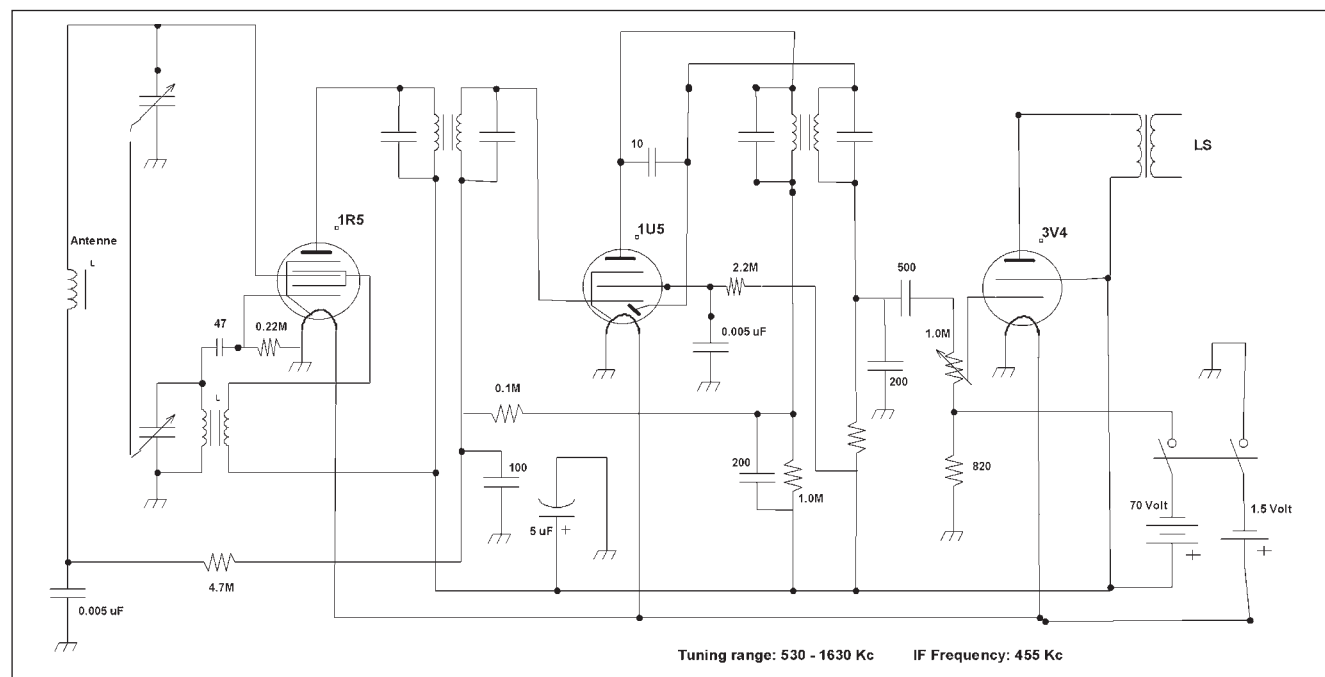 10
LS
1R5
1U5
3V4
Antenne
L
2.2M
500
47
0.22M
0.005 uF
1.0M
200
L
0.1M
200
1.0M
100
820
5 uF
+
70 Volt
1.5 Volt
+
+
4.7M
0.005 uF
Tuning range: 530 - 1630 Kc IF Frequency: 455 Kc